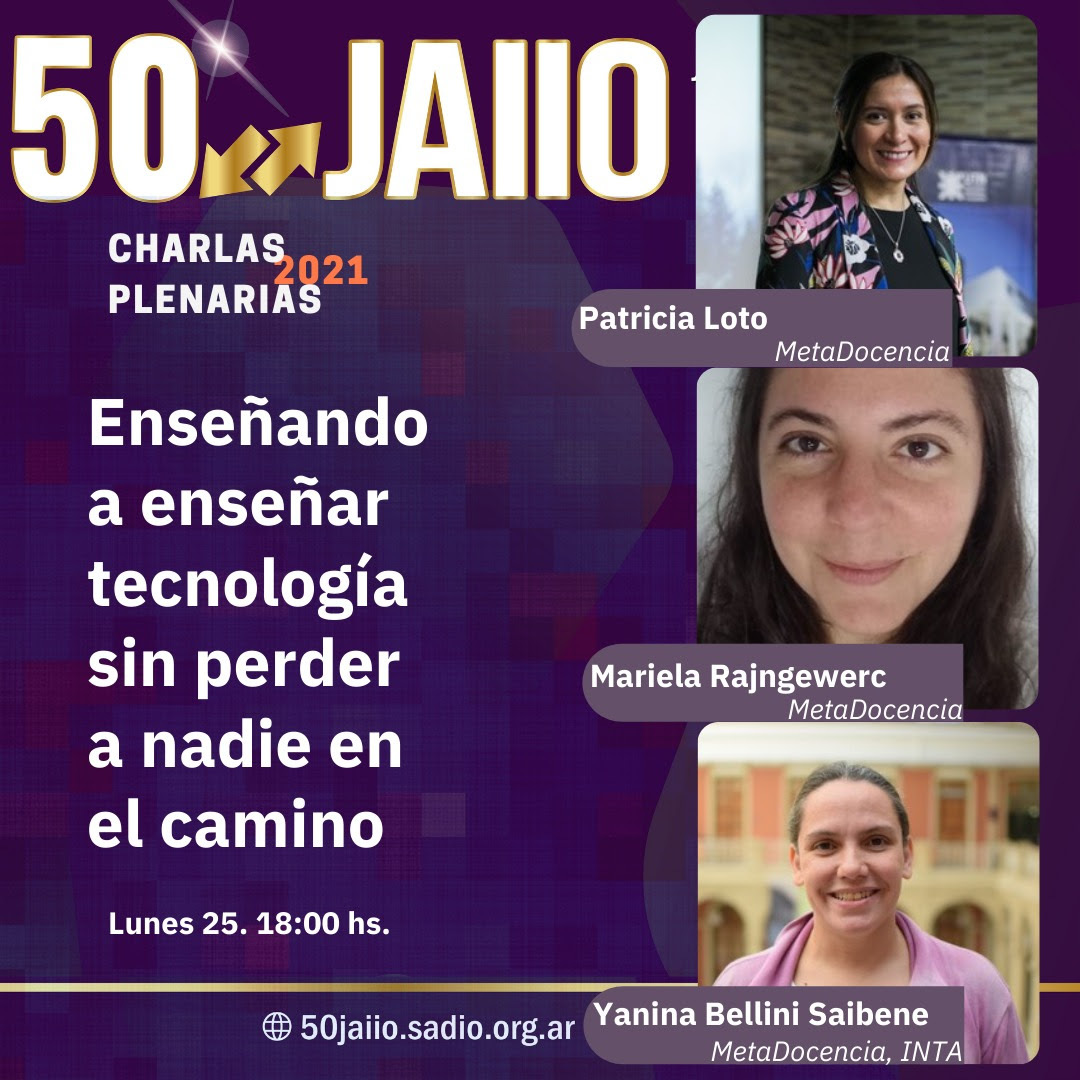 50 JAIIO
CHARLAS
2021
PLENARIAS
Enseñando
a enseñar
tecnología
sin perder
a nadie en
el camino
Lunes 25. 18:00 hs.
50jaiio.sadio.org.ar
Patricia Loto
MetaDocencia
Mariela Rajngewerc
MetaDocencia
Yanina Bellini Saibene
MetaDocencia, INTA